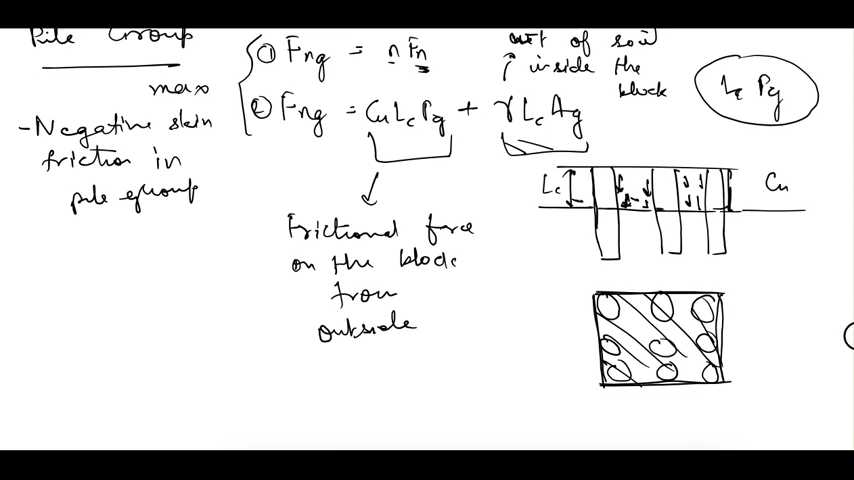 Pile Group
- Negative skin
friction in
pile group
max
① Fng = n Fn
② Fng = Cu Lc Pg + γ Lc Ag
of soil
inside the
block
Lc Pg
Frictional force
on the block
from
outside
Lc
Cu